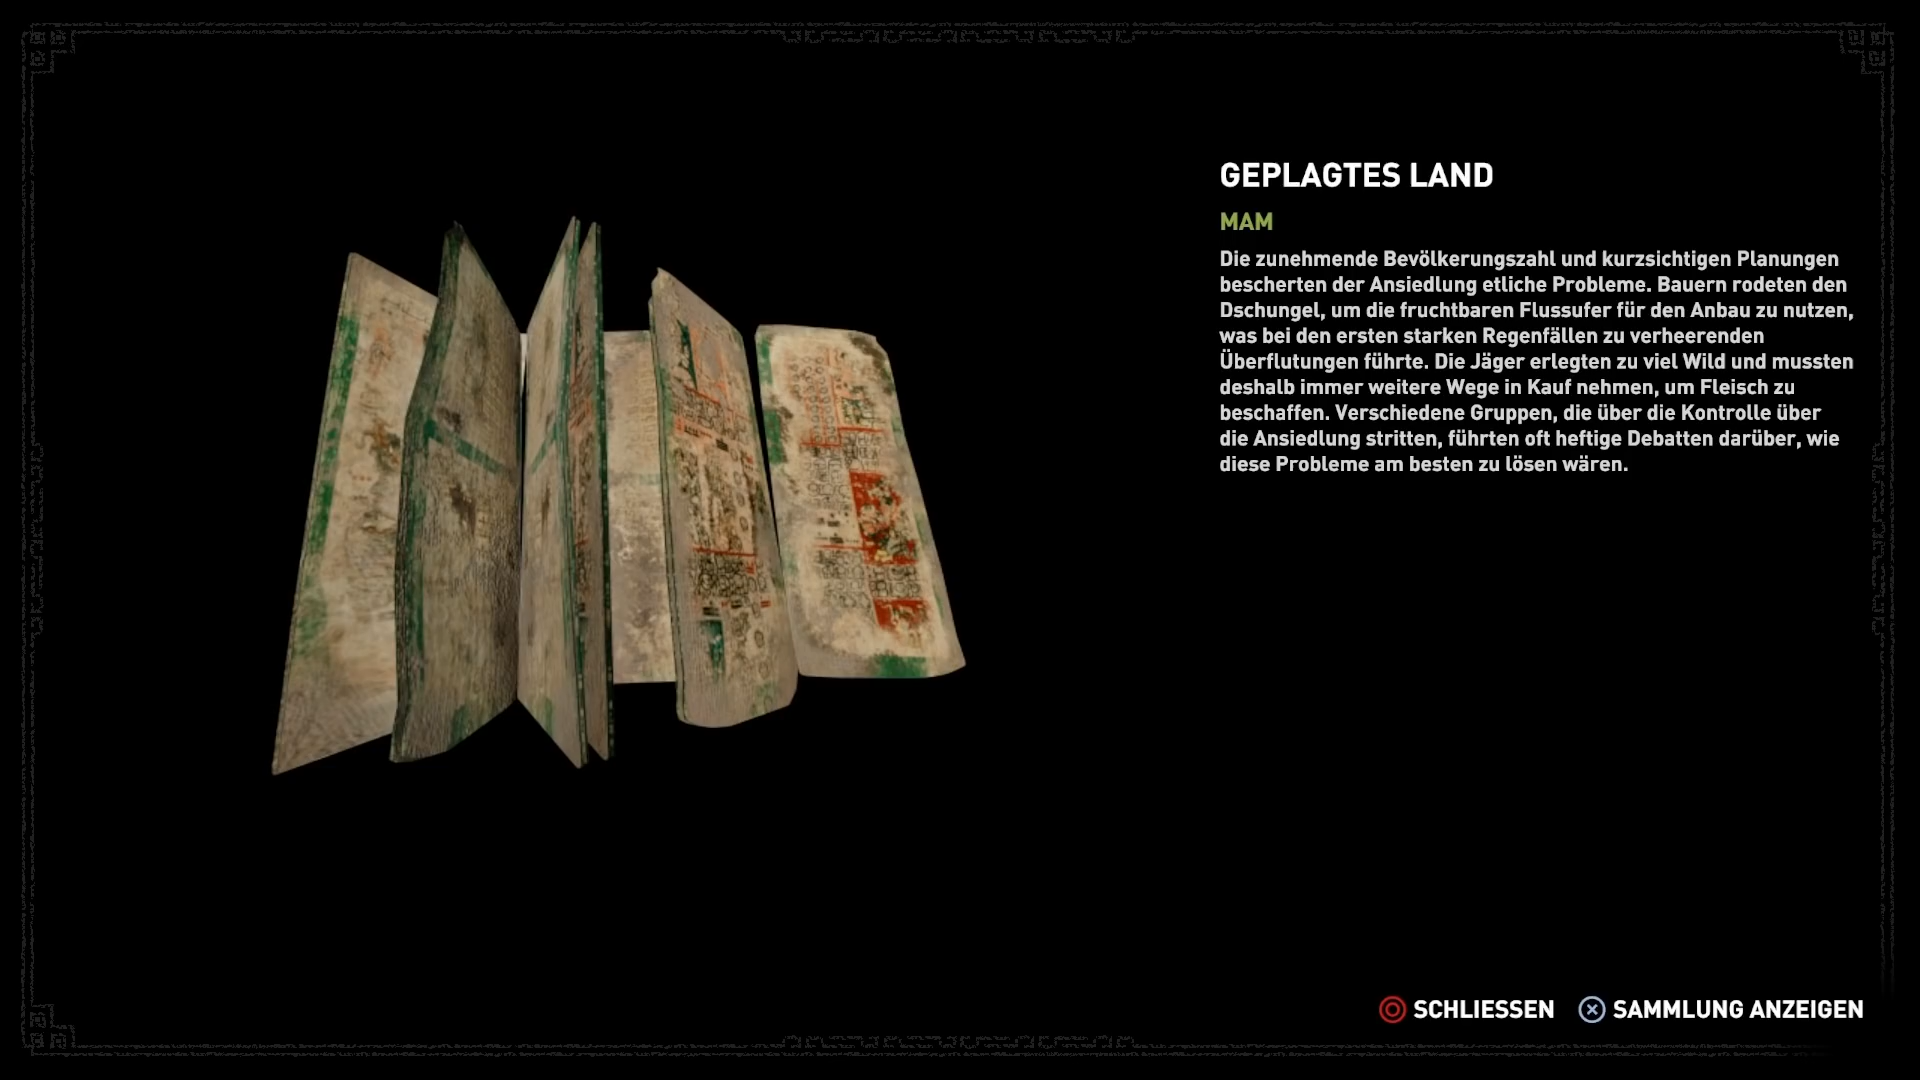 GEPLAGTES LAND
MAM
Die zunehmende Bevölkerungszahl und kurzsichtigen Planungen
bescherten der Ansiedlung etliche Probleme. Bauern rodeten den
Dschungel, um die fruchtbaren Flussufer für den Anbau zu nutzen,
was bei den ersten starken Regenfällen zu verheerenden
Überflutungen führte. Die Jäger erlegten zu viel Wild und mussten
deshalb immer weitere Wege in Kauf nehmen, um Fleisch zu
beschaffen. Verschiedene Gruppen, die über die Kontrolle über
die Ansiedlung stritten, führten oft heftige Debatten darüber, wie
diese Probleme am besten zu lösen wären.
SCHLIESSEN SAMMLUNG ANZEIGEN